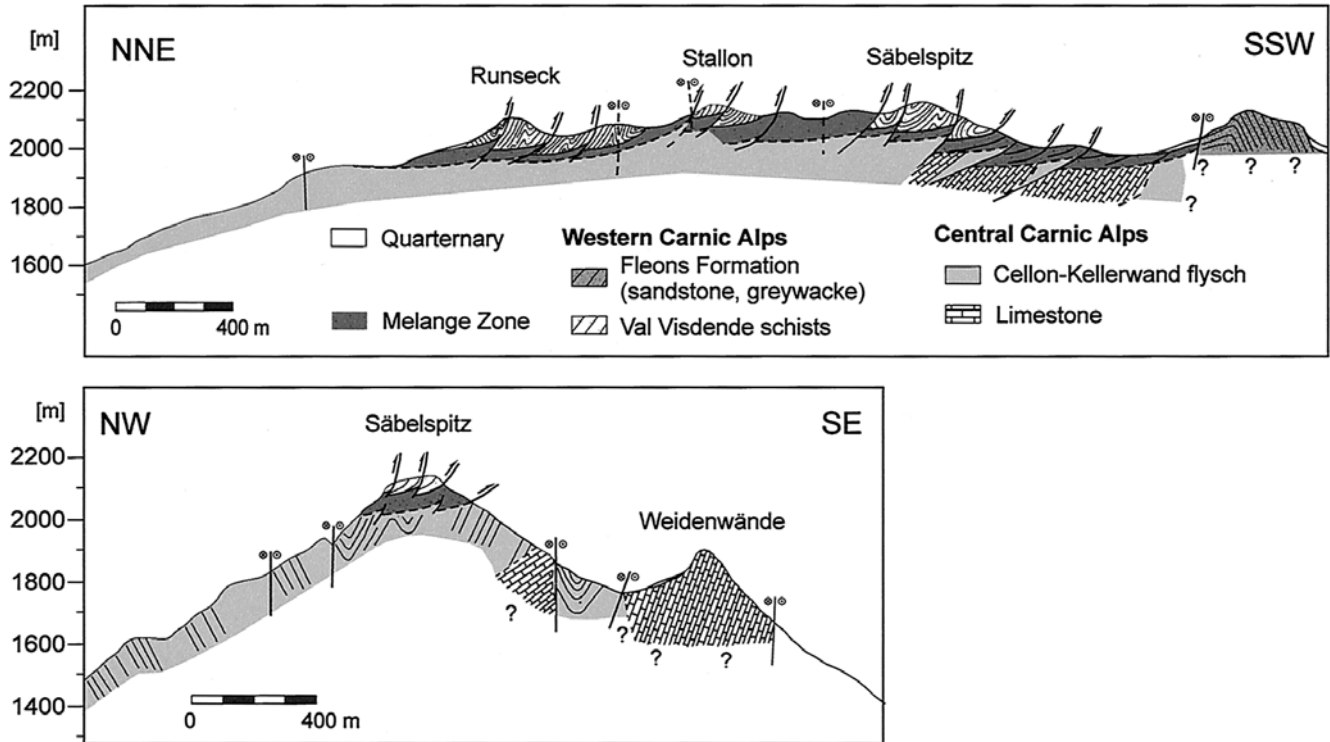 [m]
NNE
SSW
Runseck
Stallon
Säbelspitz
2200
2000
1800
1600
? ? ?
?
0 400 m
Quarternary
Melange Zone
Western Carnic Alps
Fleons Formation
(sandstone, greywacke)
Val Visdende schists
Central Carnic Alps
Cellon-Kellerwand flysch
Limestone
[m]
NW
SE
Säbelspitz
Weidenwände
2200
2000
1800
1600
1400
?
?
? ?
0 400 m